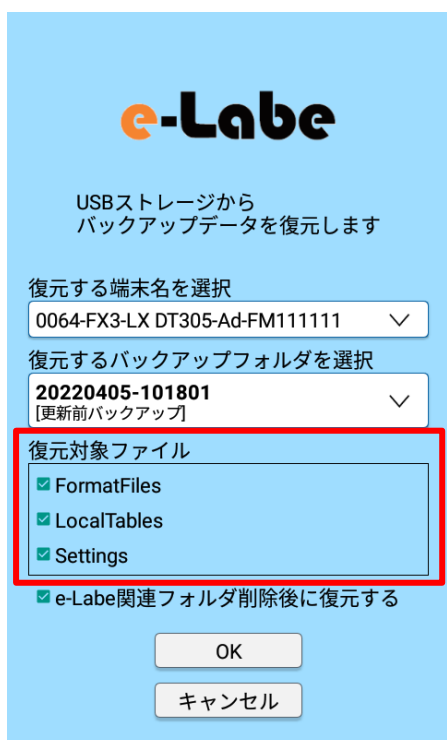 e-Labe
USBストレージから
バックアップデータを復元します
復元する端末名を選択
0064-FX3-LX DT305-Ad-FM111111
復元するバックアップフォルダを選択
20220405-101801
[更新前バックアップ]
復元対象ファイル
FormatFiles
LocalTables
Settings
e-Labe関連フォルダ削除後に復元する
OK
キャンセル